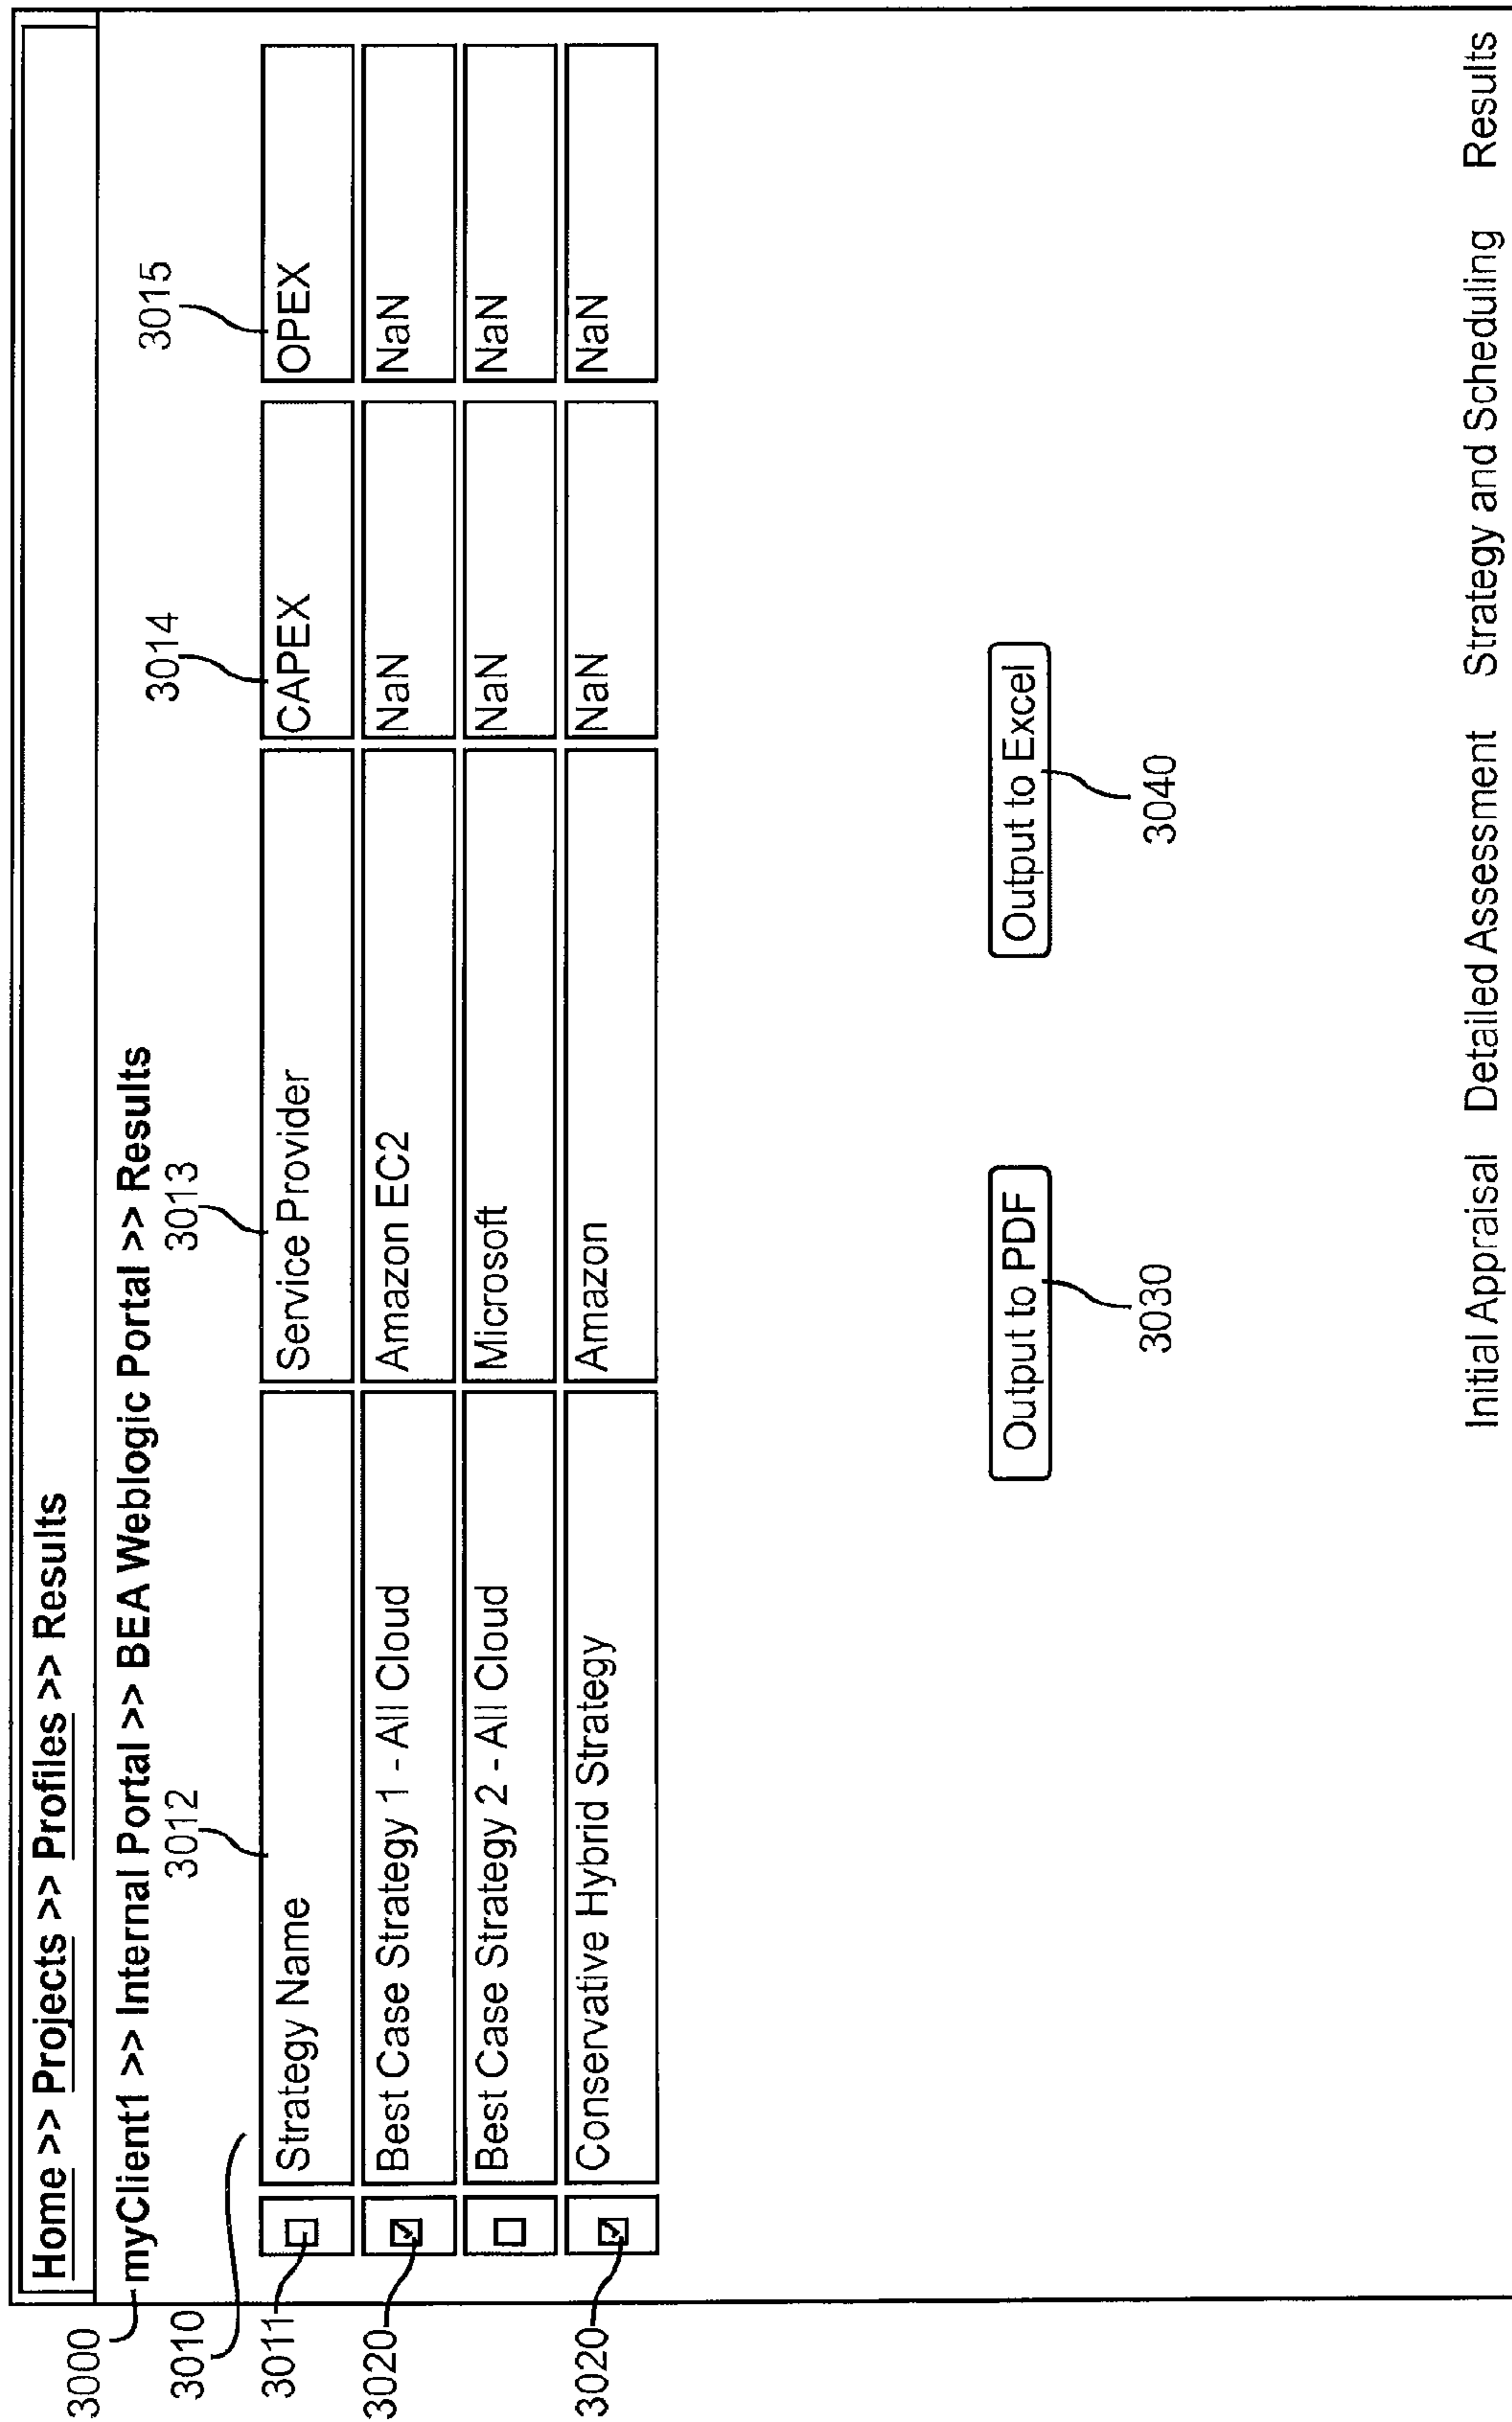 Home >> Projects >> Profiles >> Results
3000
myClient1 >> Internal Portal >> BEA Weblogic Portal >> Results
3010
3012
3013
3014
3015
3011
Strategy Name
Service Provider
CAPEX
OPEX
3020
Best Case Strategy 1 - All Cloud
Amazon EC2
NaN
NaN
Best Case Strategy 2 - All Cloud
Microsoft
NaN
NaN
3020
Conservative Hybrid Strategy
Amazon
NaN
NaN
Output to PDF
Output to Excel
3030
3040
Initial Appraisal
Detailed Assessment
Strategy and Scheduling
Results